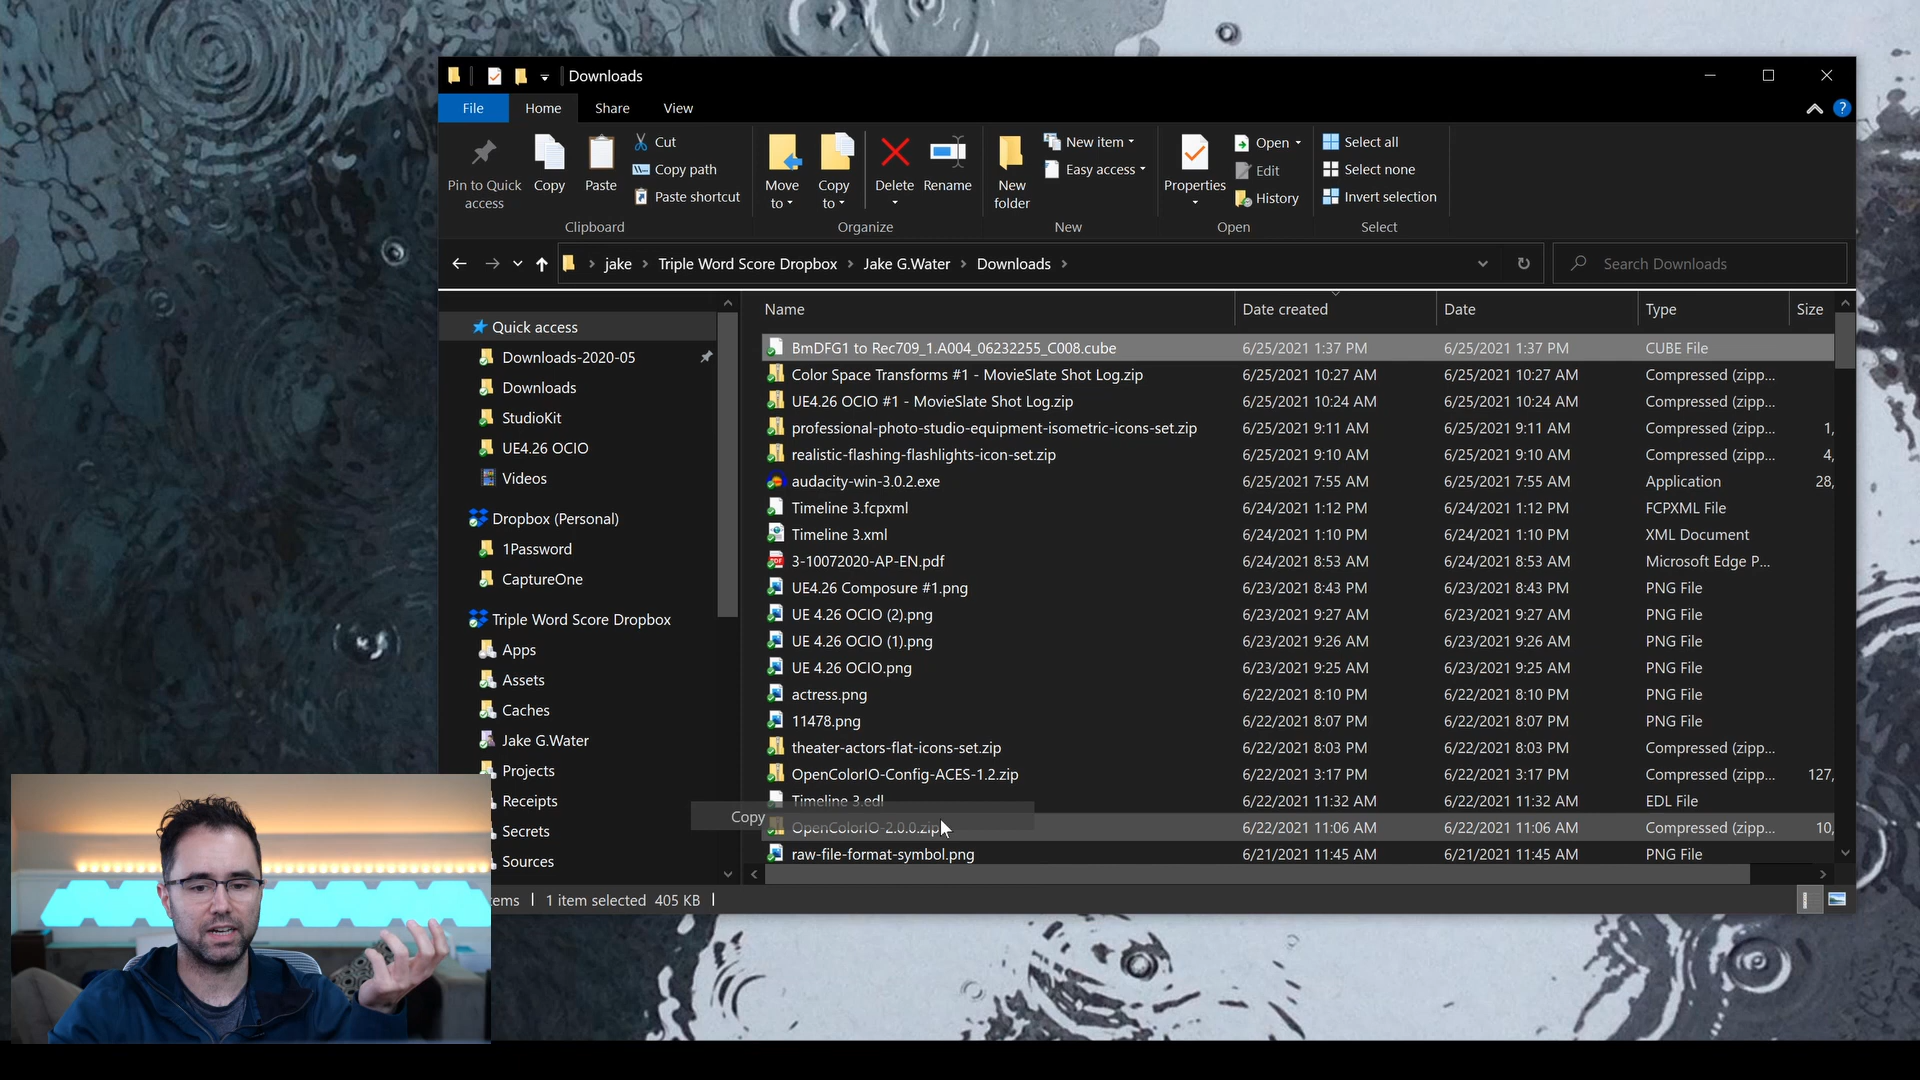 Downloads
File Home Share View
Pin to Quick access
Copy
Paste
Cut
Copy path
Paste shortcut
Clipboard
Move to
Copy to
Delete
Rename
Organize
New folder
New item
Easy access
New
Properties
Open
Edit
History
Open
Select all
Select none
Invert selection
Select
jake > Triple Word Score Dropbox > Jake G.Water > Downloads >
Search Downloads
Quick access
Downloads-2020-05
Downloads
StudioKit
UE4.26 OCIO
Videos
Dropbox (Personal)
1Password
CaptureOne
Triple Word Score Dropbox
Apps
Assets
Caches
Jake G.Water
Projects
Receipts
Secrets
Sources
Name Date created Date Type Size
BmDFG1 to Rec709_1.A004_06232255_C008.cube 6/25/2021 1:37 PM 6/25/2021 1:37 PM CUBE File
Color Space Transforms #1 - MovieSlate Shot Log.zip 6/25/2021 10:27 AM 6/25/2021 10:27 AM Compressed (zipp...
UE4.26 OCIO #1 - MovieSlate Shot Log.zip 6/25/2021 10:24 AM 6/25/2021 10:24 AM Compressed (zipp...
professional-photo-studio-equipment-isometric-icons-set.zip 6/25/2021 9:11 AM 6/25/2021 9:11 AM Compressed (zipp... 1,
realistic-flashing-flashlights-icon-set.zip 6/25/2021 9:10 AM 6/25/2021 9:10 AM Compressed (zipp... 4,
audacity-win-3.0.2.exe 6/25/2021 7:55 AM 6/25/2021 7:55 AM Application 28,
Timeline 3.fcpxml 6/24/2021 1:12 PM 6/24/2021 1:12 PM FCPXML File
Timeline 3.xml 6/24/2021 1:10 PM 6/24/2021 1:10 PM XML Document
3-10072020-AP-EN.pdf 6/24/2021 8:53 AM 6/24/2021 8:53 AM Microsoft Edge P...
UE4.26 Composure #1.png 6/23/2021 8:43 PM 6/23/2021 8:43 PM PNG File
UE 4.26 OCIO (2).png 6/23/2021 9:27 AM 6/23/2021 9:27 AM PNG File
UE 4.26 OCIO (1).png 6/23/2021 9:26 AM 6/23/2021 9:26 AM PNG File
UE 4.26 OCIO.png 6/23/2021 9:25 AM 6/23/2021 9:25 AM PNG File
actress.png 6/22/2021 8:10 PM 6/22/2021 8:10 PM PNG File
11478.png 6/22/2021 8:07 PM 6/22/2021 8:07 PM PNG File
theater-actors-flat-icons-set.zip 6/22/2021 8:03 PM 6/22/2021 8:03 PM Compressed (zipp...
OpenColorIO-Config-ACES-1.2.zip 6/22/2021 3:17 PM 6/22/2021 3:17 PM Compressed (zipp... 127,
Timeline 3.edl 6/22/2021 11:32 AM 6/22/2021 11:32 AM EDL File
Copy
OpenColorIO-2.0.0.zip 6/22/2021 11:06 AM 6/22/2021 11:06 AM Compressed (zipp... 10,
raw-file-format-symbol.png 6/21/2021 11:45 AM 6/21/2021 11:45 AM PNG File
ems 1 item selected 405 KB